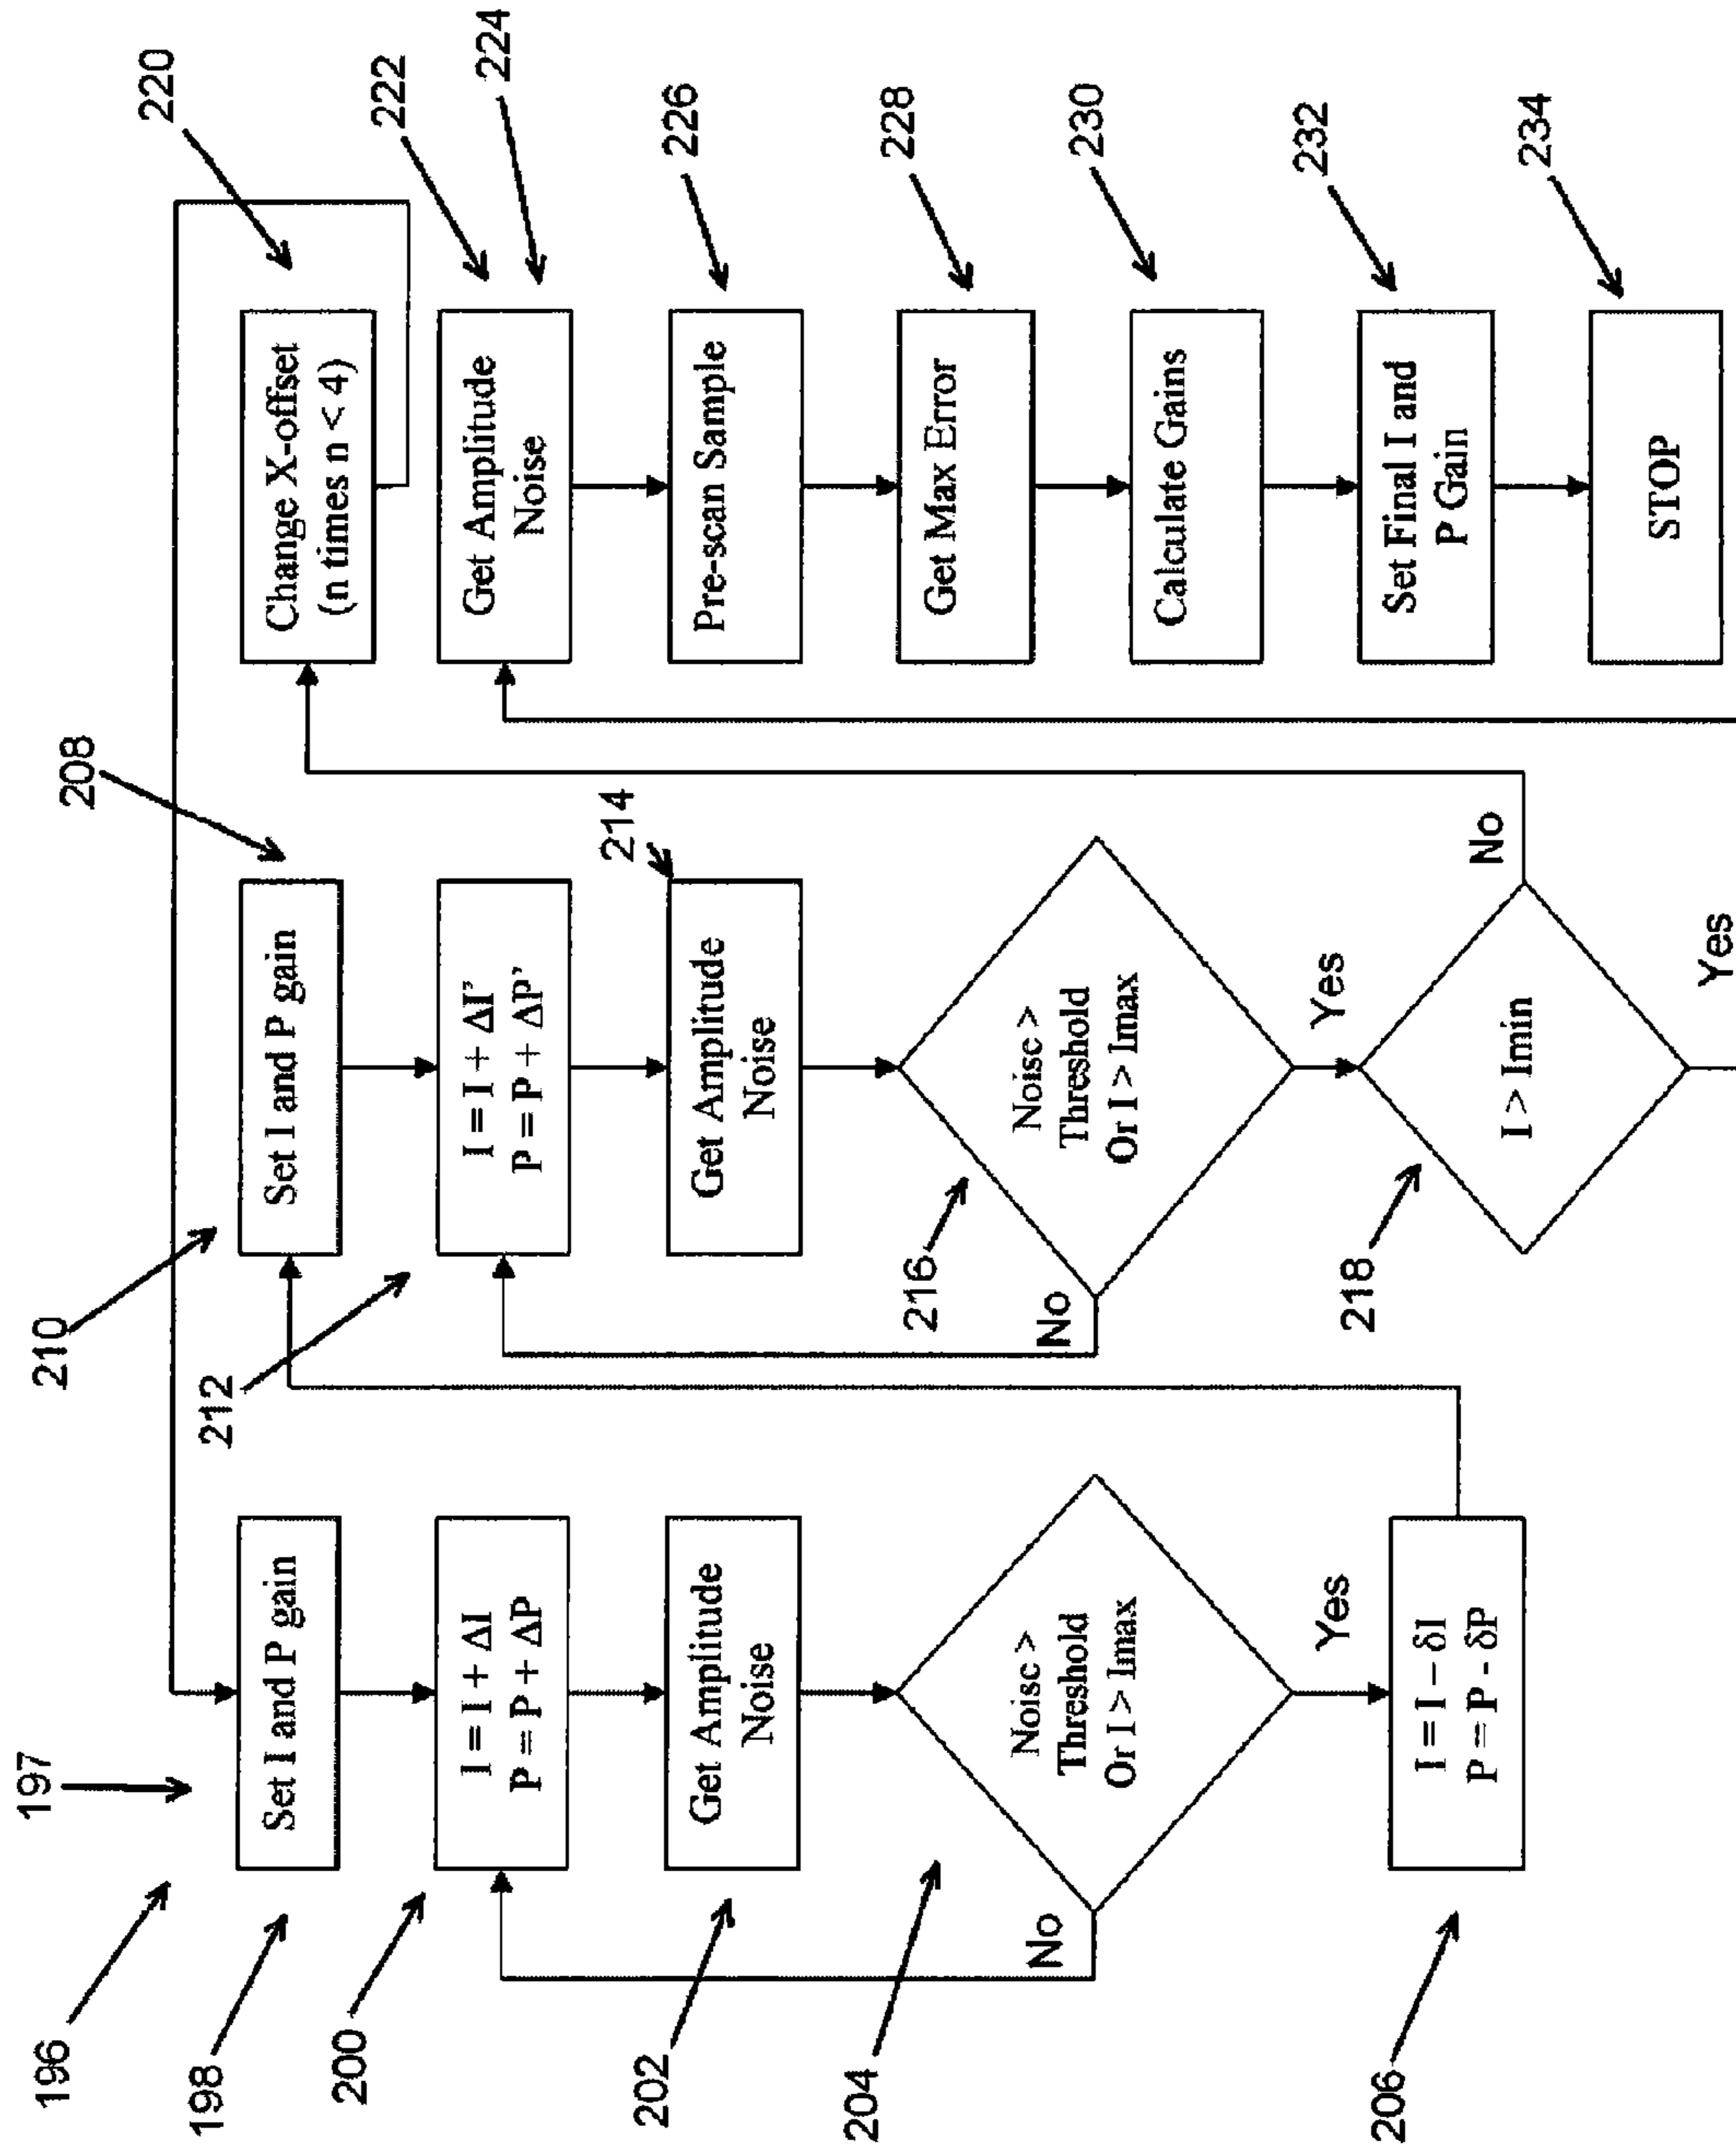 196
197
198
Set I and P gain
200
I = I + ΔI
P = P + ΔP
202
Get Amplitude
Noise
204
Noise >
Threshold
Or I > Imax
No
Yes
206
I = I – δI
P = P - δP
208
210
Set I and P gain
212
I = I + ΔI’
P = P + ΔP’
214
Get Amplitude
Noise
216
Noise >
Threshold
Or I > Imax
No
Yes
218
I > Imin
No
Yes
220
Change X-offset
(n times n < 4)
222
224
Get Amplitude
Noise
226
Pre-scan Sample
228
Get Max Error
230
Calculate Gains
232
Set Final I and
P Gain
234
STOP